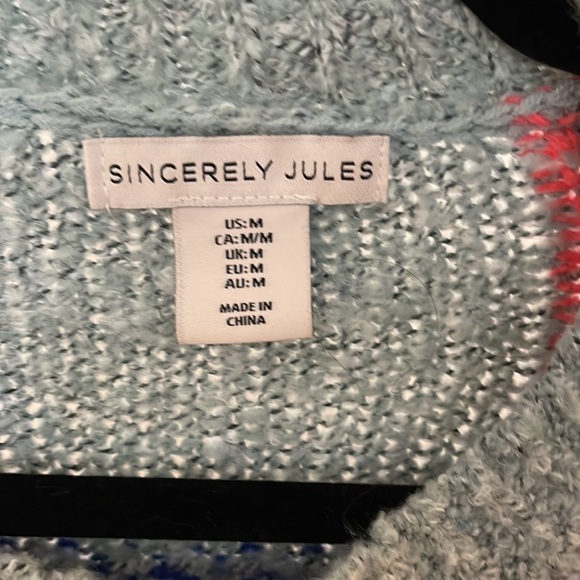 SINCERELY JULES
US: M
CA: M/M
UK: M
EU: M
AU: M
MADE IN
CHINA